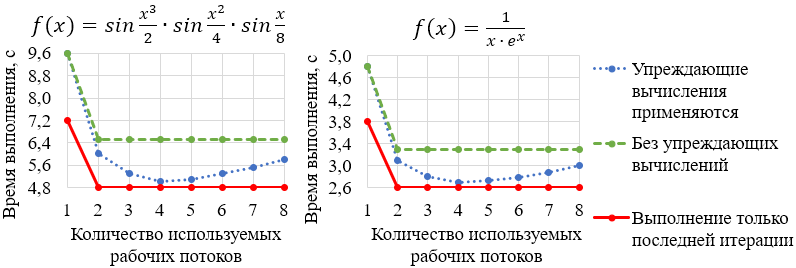 f(x) = sin x³/2 · sin x²/4 · sin x/8
Время выполнения, с
9,6
8,8
8,0
7,2
6,4
5,6
4,8
1 2 3 4 5 6 7 8
Количество используемых
рабочих потоков
f(x) = 1/(x · eˣ)
Время выполнения, с
5,0
4,6
4,2
3,8
3,4
3,0
2,6
1 2 3 4 5 6 7 8
Количество используемых
рабочих потоков
Упреждающие
вычисления
применяются
Без упреждающих
вычислений
Выполнение только
последней итерации